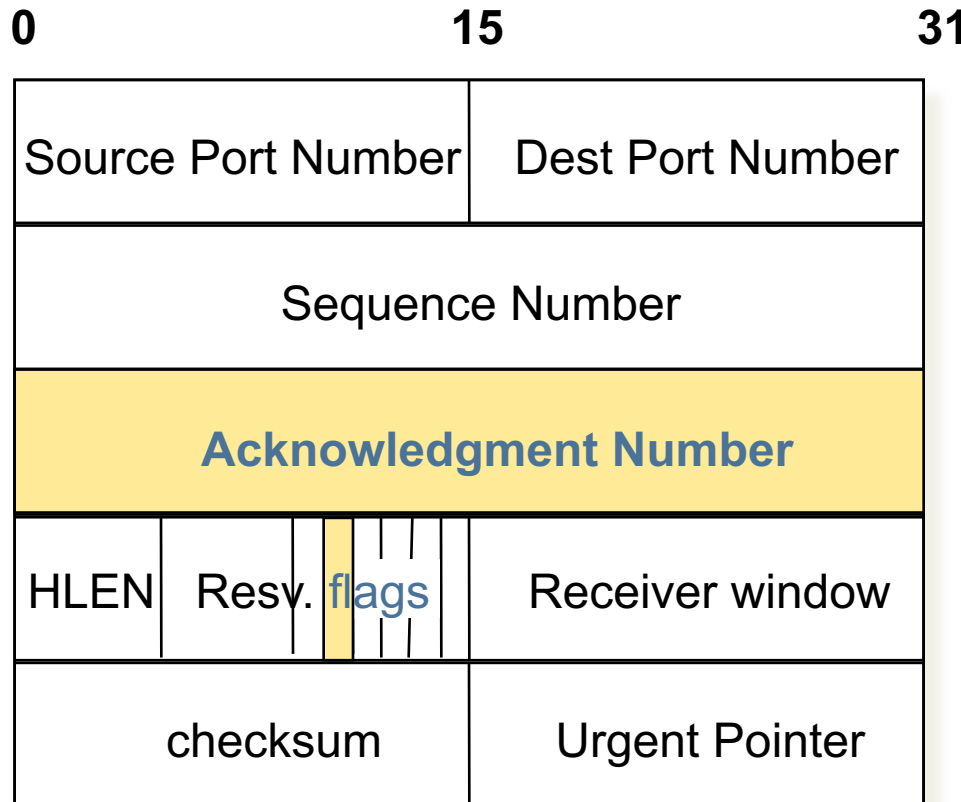 0 15 31
Source Port Number Dest Port Number
Sequence Number
Acknowledgment Number
HLEN Resv. flags Receiver window
checksum Urgent Pointer